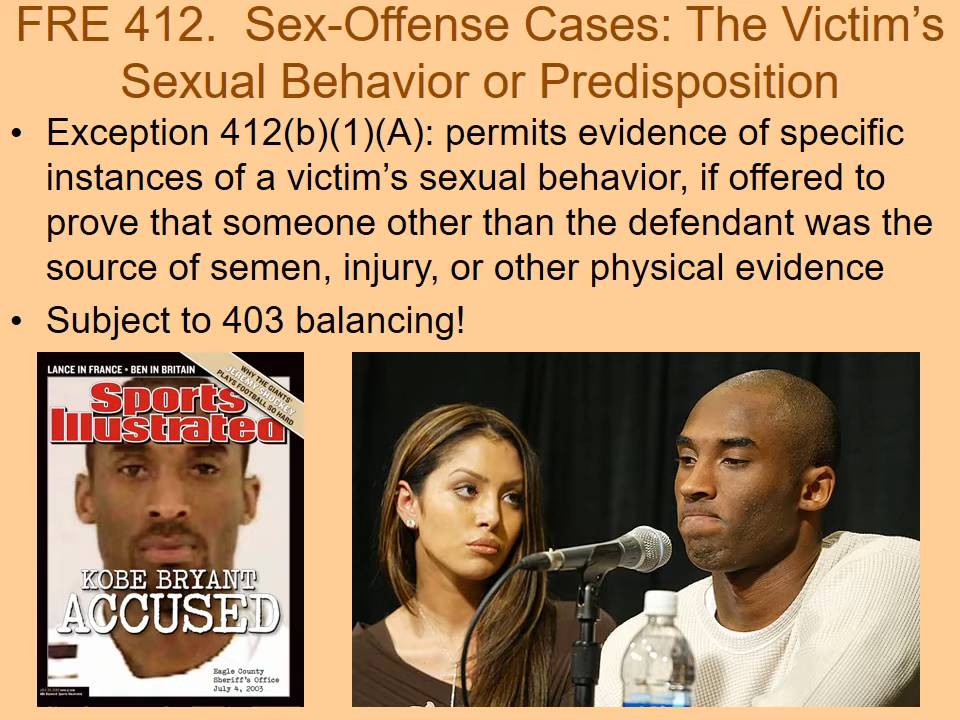 FRE 412. Sex-Offense Cases: The Victim’s
Sexual Behavior or Predisposition
• Exception 412(b)(1)(A): permits evidence of specific
instances of a victim’s sexual behavior, if offered to
prove that someone other than the defendant was the
source of semen, injury, or other physical evidence
• Subject to 403 balancing!
LANCE IN FRANCE • BEN IN BRITAIN
WHY THE GIANTS'
JEREMY SHOCKEY
PLAYS FOOTBALL SO HARD
Sports
Illustrated
KOBE BRYANT
ACCUSED
Eagle County
Sheriff's Office
July 4, 2003